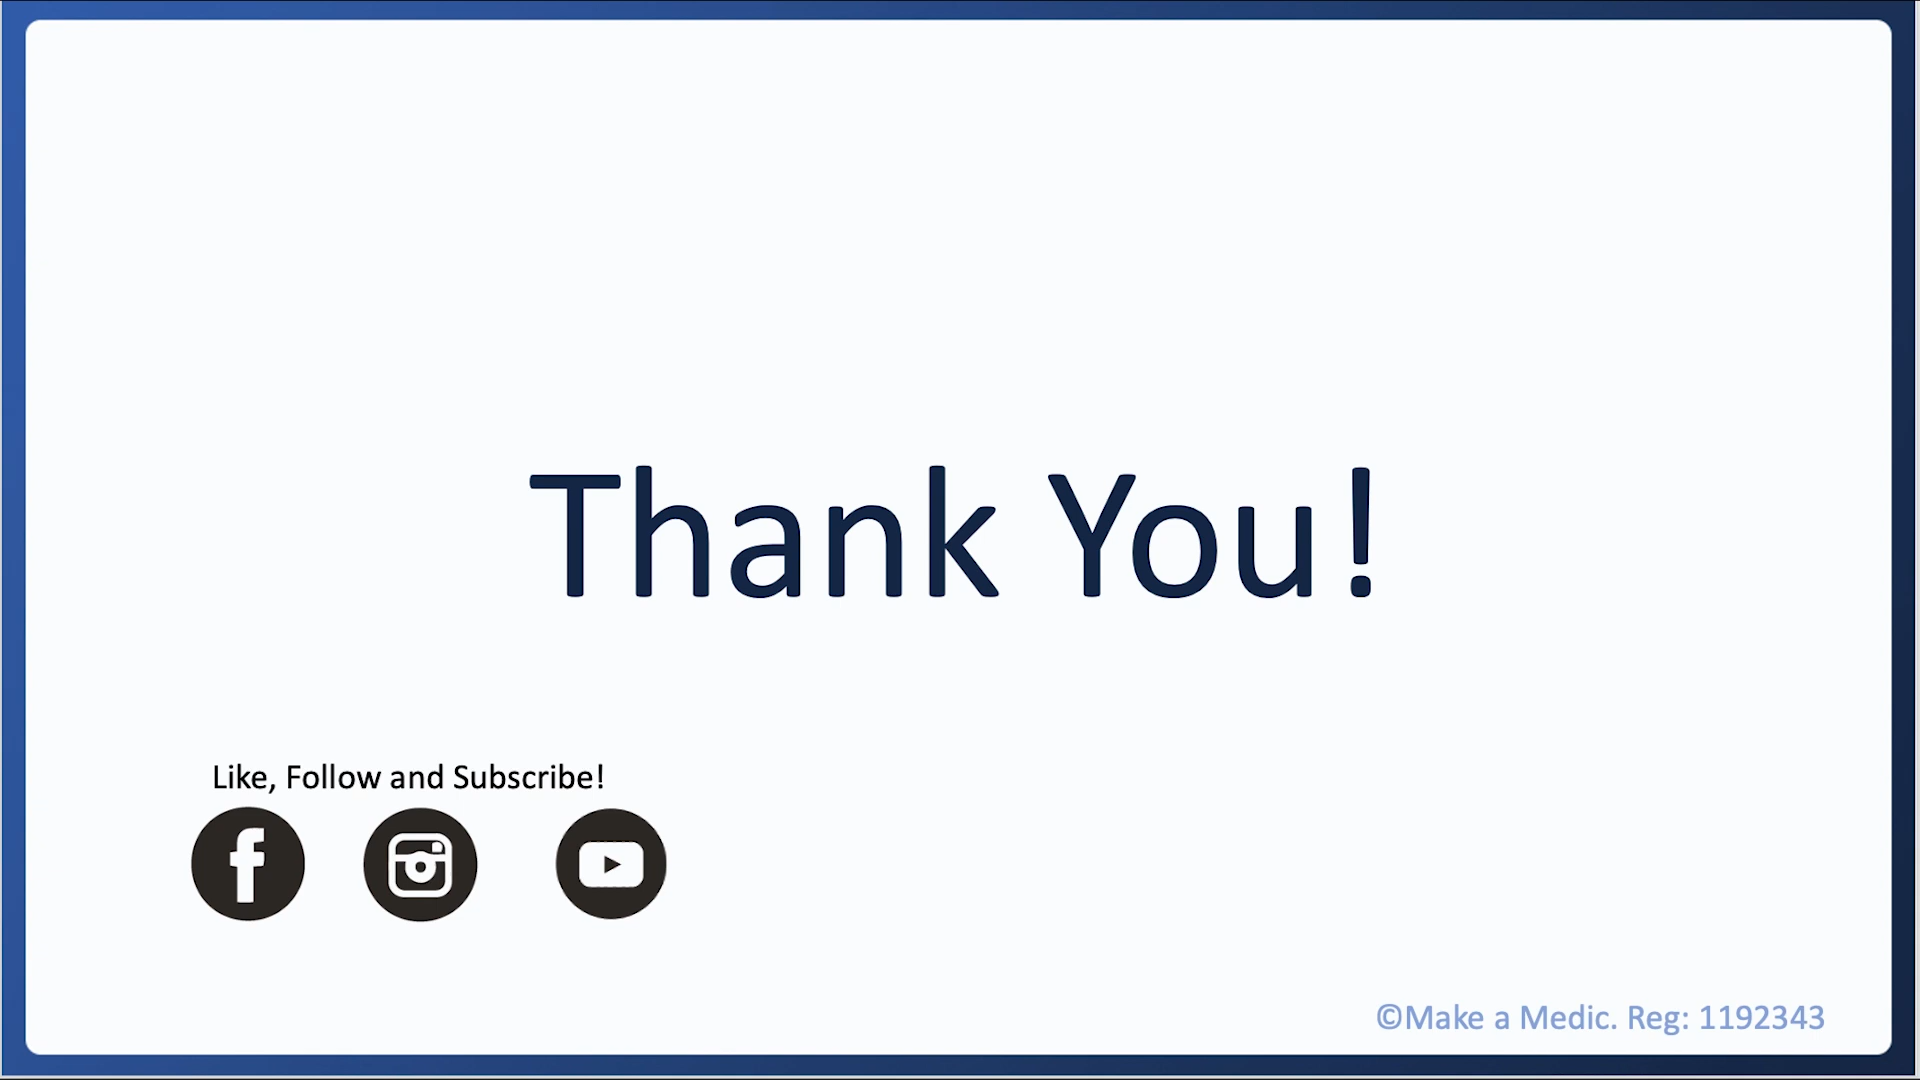 Thank You!
Like, Follow and Subscribe!
©Make a Medic. Reg: 1192343